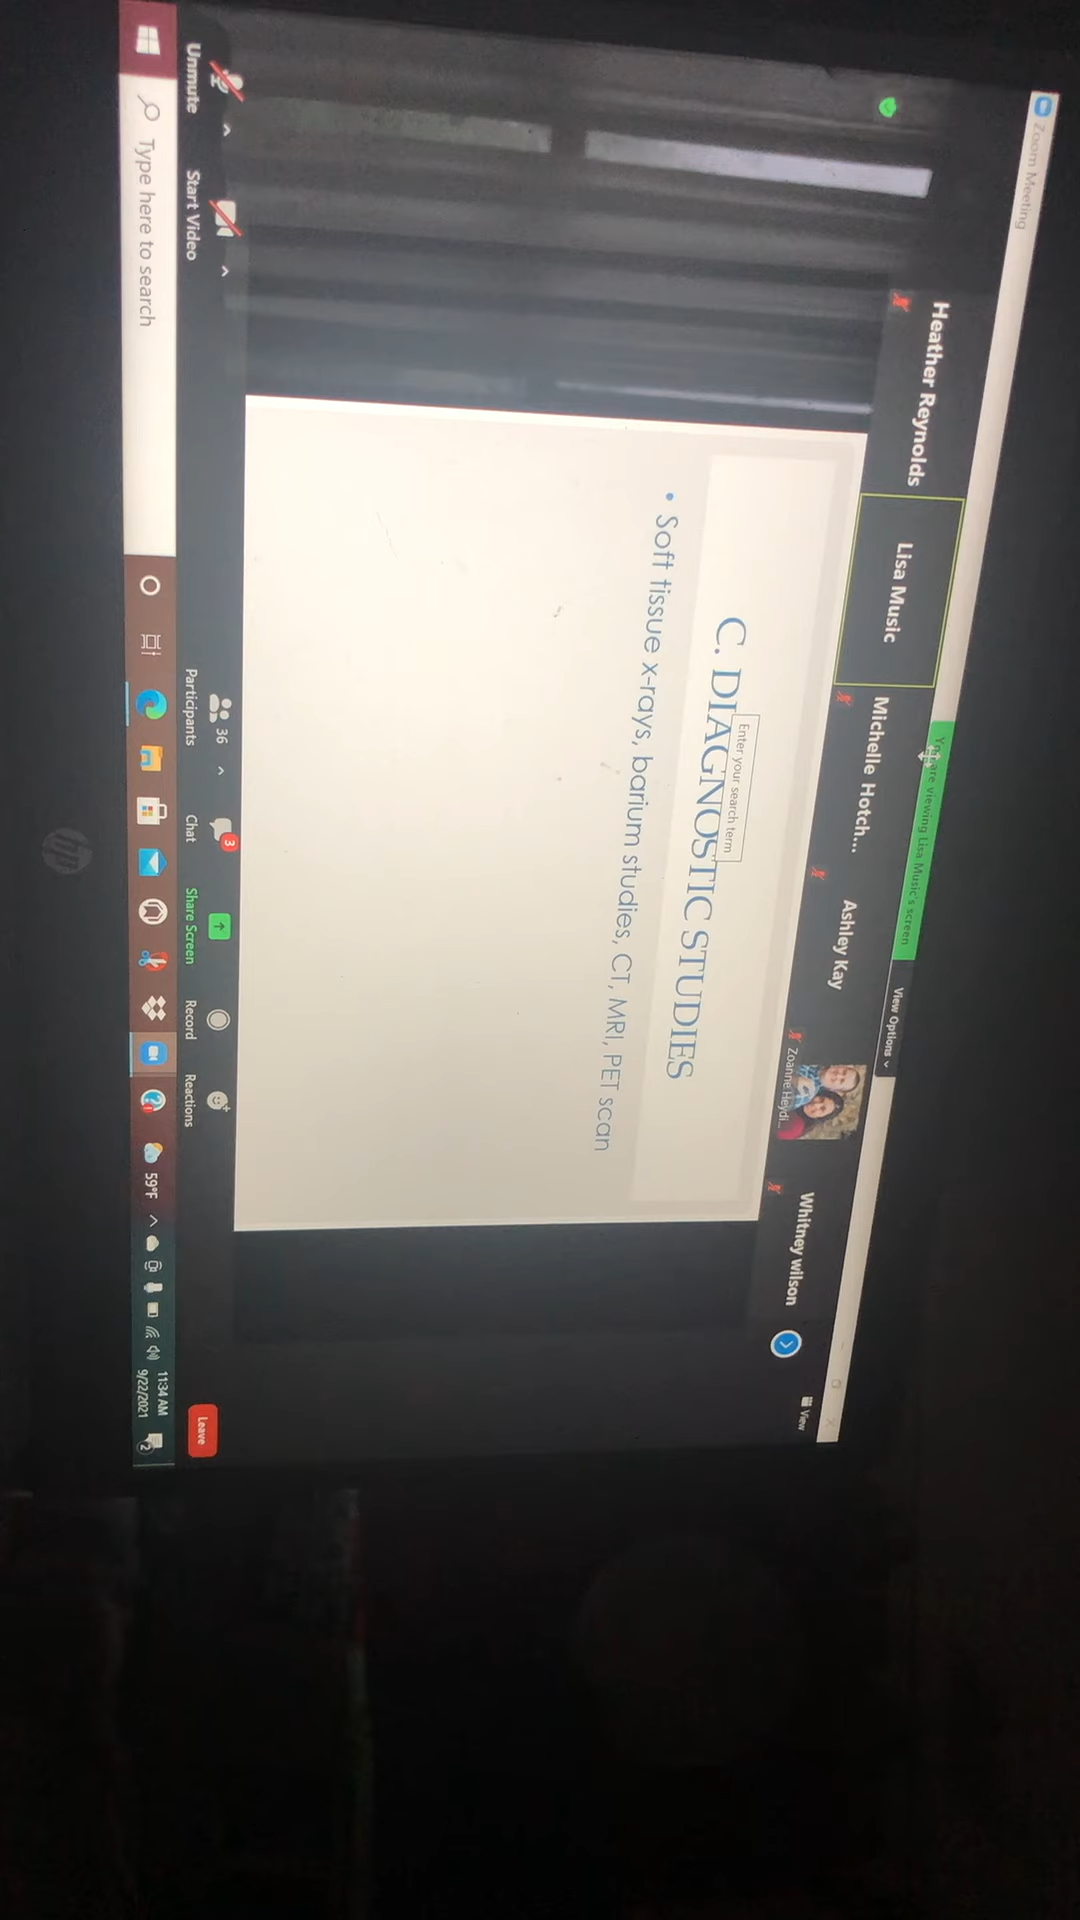 Zoom Meeting
You are viewing Lisa Music's screen
View Options
View
Heather Reynolds
Lisa Music
Michelle Hotch...
Ashley Kay
Zoanne Heydi...
Whitney wilson
Enter your search term
C. DIAGNOSTIC STUDIES
• Soft tissue x-rays, barium studies, CT, MRI, PET scan
Unmute
Start Video
36
Participants
3
Chat
Share Screen
Record
Reactions
Leave
Type here to search
59°F
11:34 AM
9/22/2021
2
hp